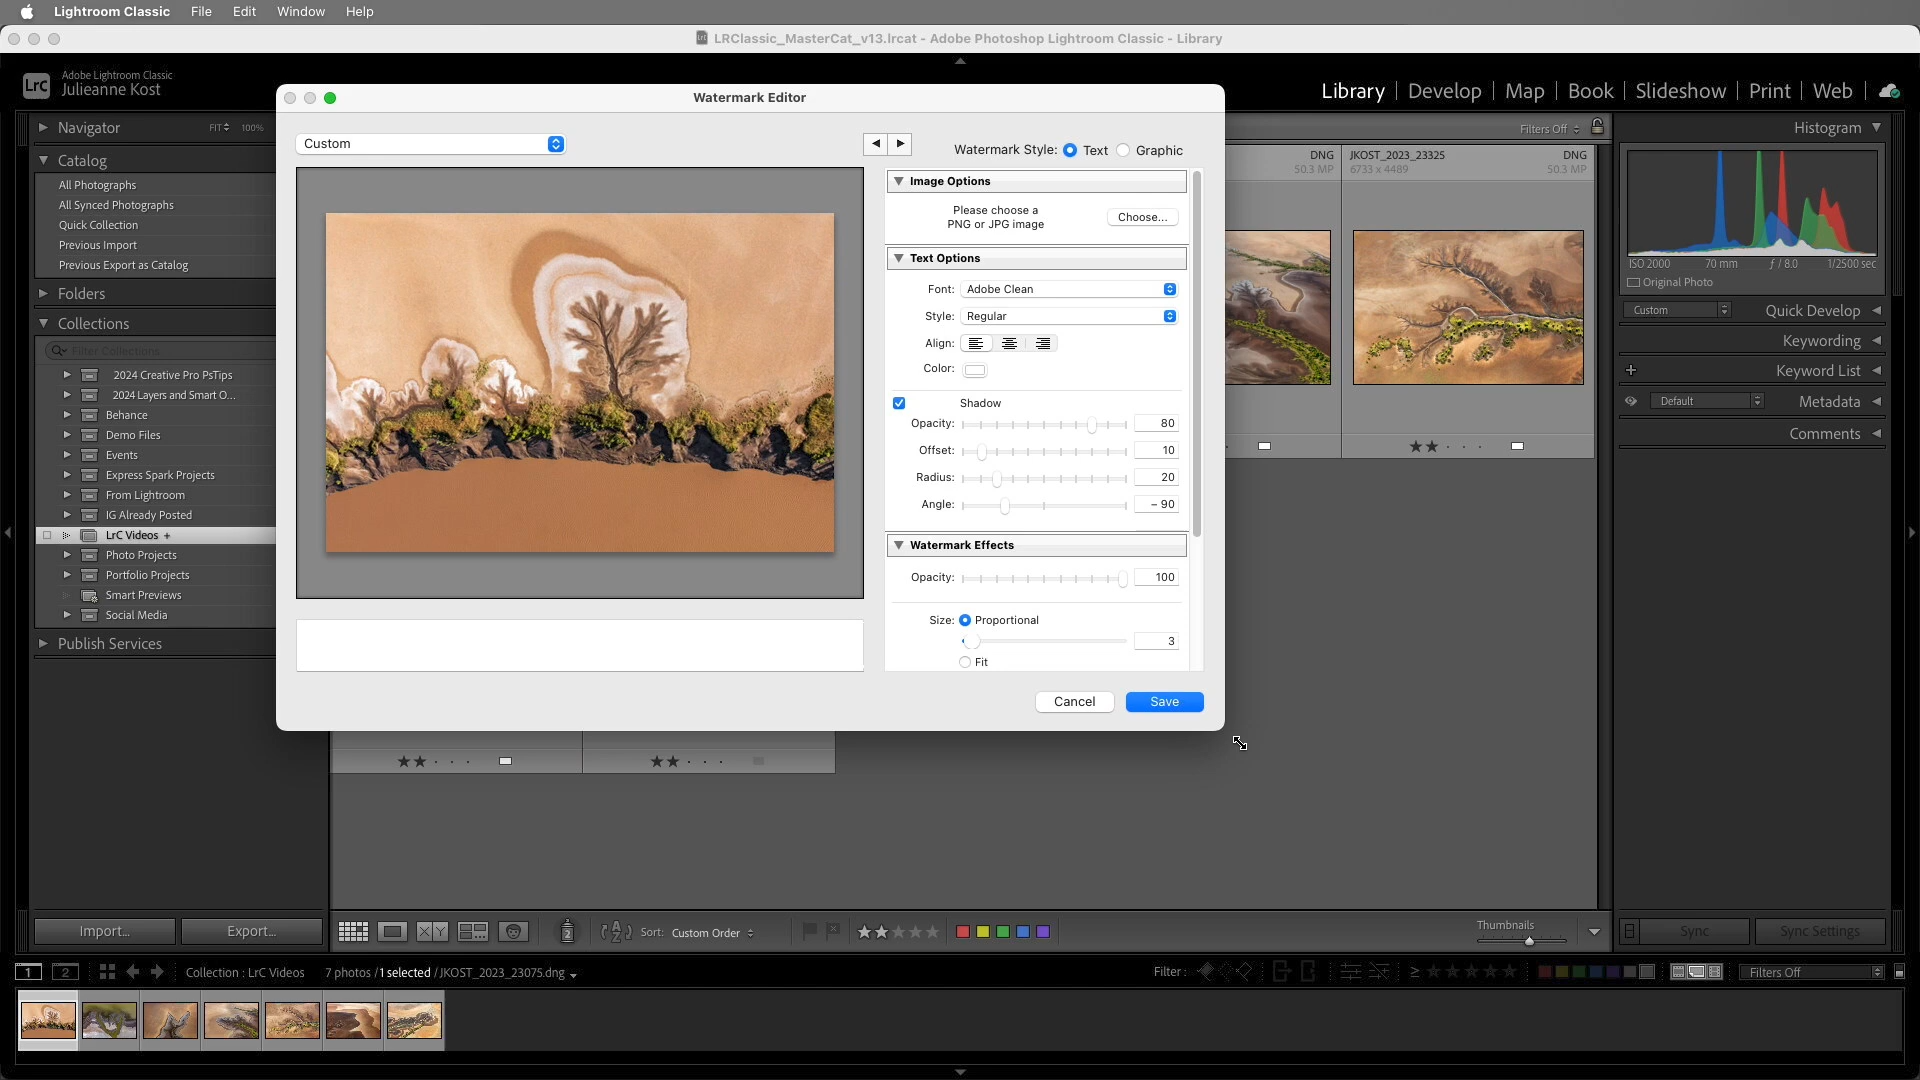 Lightroom Classic File Edit Window Help
LRClassic_MasterCat_v13.lrcat - Adobe Photoshop Lightroom Classic - Library
LrC
Adobe Lightroom Classic
Julieanne Kost
Library | Develop | Map | Book | Slideshow | Print | Web
Navigator FIT 100%
Catalog
All Photographs
All Synced Photographs
Quick Collection
Previous Import
Previous Export as Catalog
Folders
Collections
Filter Collections
2024 Creative Pro PsTips
2024 Layers and Smart O...
Behance
Demo Files
Events
Express Spark Projects
From Lightroom
IG Already Posted
LrC Videos +
Photo Projects
Portfolio Projects
Smart Previews
Social Media
Publish Services
Import...
Export...
Watermark Editor
Custom
Watermark Style: Text Graphic
Image Options
Please choose a
PNG or JPG image
Choose...
Text Options
Font: Adobe Clean
Style: Regular
Align:
Color:
Shadow
Opacity: 80
Offset: 10
Radius: 20
Angle: – 90
Watermark Effects
Opacity: 100
Size: Proportional
3
Fit
Cancel
Save
Filters Off
DNG
50.3 MP
JKOST_2023_23325 DNG
6733 x 4489 50.3 MP
Histogram
ISO 2000 70 mm ƒ / 8.0 1/2500 sec
Original Photo
Custom Quick Develop
Keywording
Keyword List
Default Metadata
Comments
Sort: Custom Order
Thumbnails
Sync
Sync Settings
1 2
Collection : LrC Videos 7 photos / 1 selected / JKOST_2023_23075.dng
Filter :
Filters Off